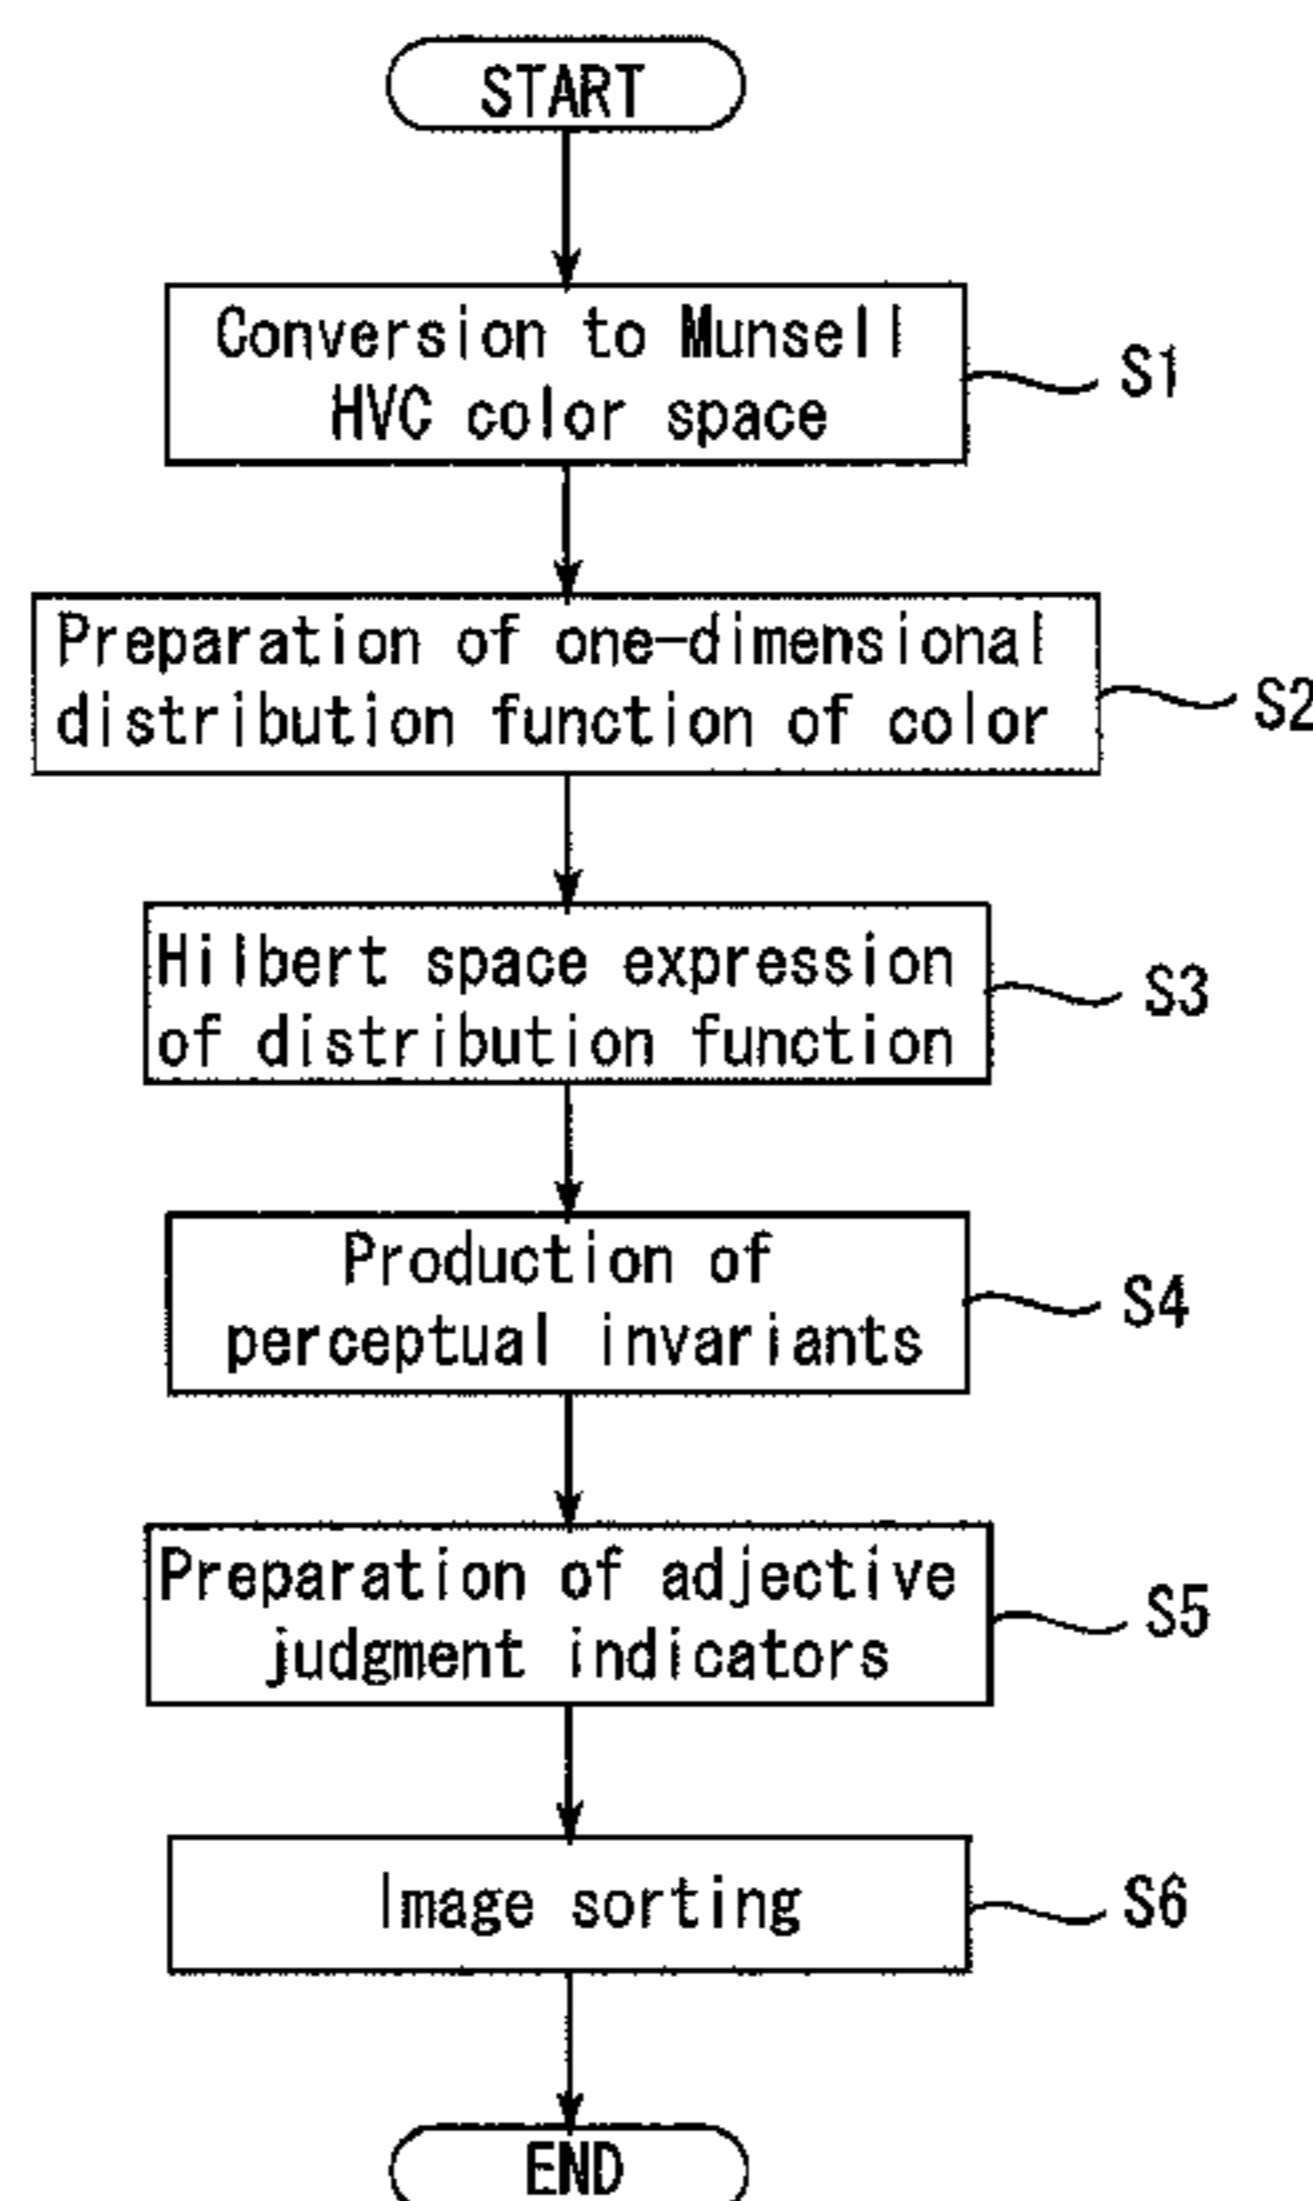 START
Conversion to Munsell
HVC color space
S1
Preparation of one-dimensional
distribution function of color
S2
Hilbert space expression
of distribution function
S3
Production of
perceptual invariants
S4
Preparation of adjective
judgment indicators
S5
Image sorting
S6
END